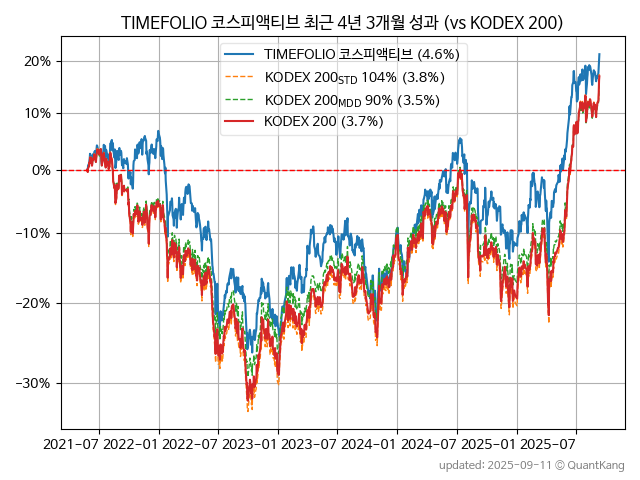 TIMEFOLIO 코스피액티브 최근 4년 3개월 성과 (vs KODEX 200)
TIMEFOLIO 코스피액티브 (4.6%)
KODEX 200STD 104% (3.8%)
KODEX 200MDD 90% (3.5%)
KODEX 200 (3.7%)
20%
10%
0%
−10%
−20%
−30%
2021-07 2022-01 2022-07 2023-01 2023-07 2024-01 2024-07 2025-01 2025-07
updated: 2025-09-11 © QuantKang